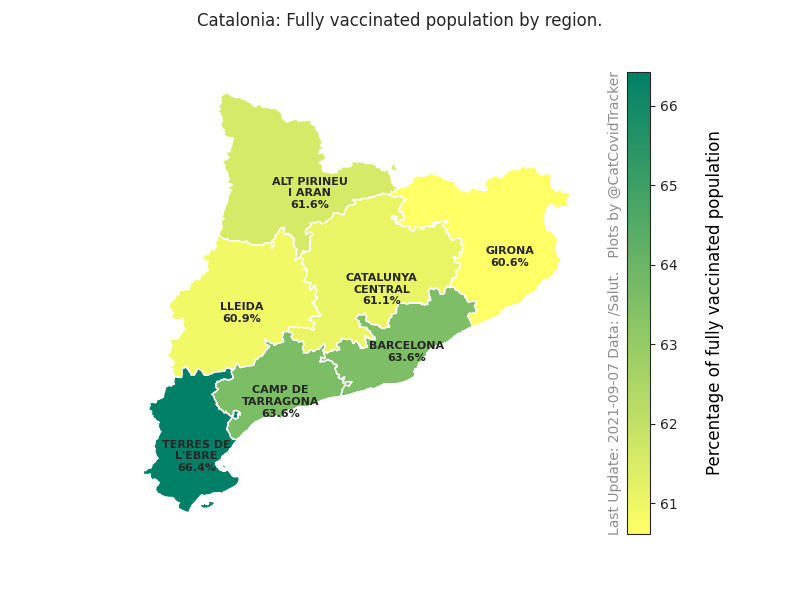 Catalonia: Fully vaccinated population by region.
ALT PIRINEU
I ARAN
61.6%
GIRONA
60.6%
CATALUNYA
CENTRAL
61.1%
LLEIDA
60.9%
BARCELONA
63.6%
CAMP DE
TARRAGONA
63.6%
TERRES DE
L'EBRE
66.4%
Last Update: 2021-09-07 Data: /Salut.   Plots by @CatCovidTracker
66
65
64
63
62
61
Percentage of fully vaccinated population